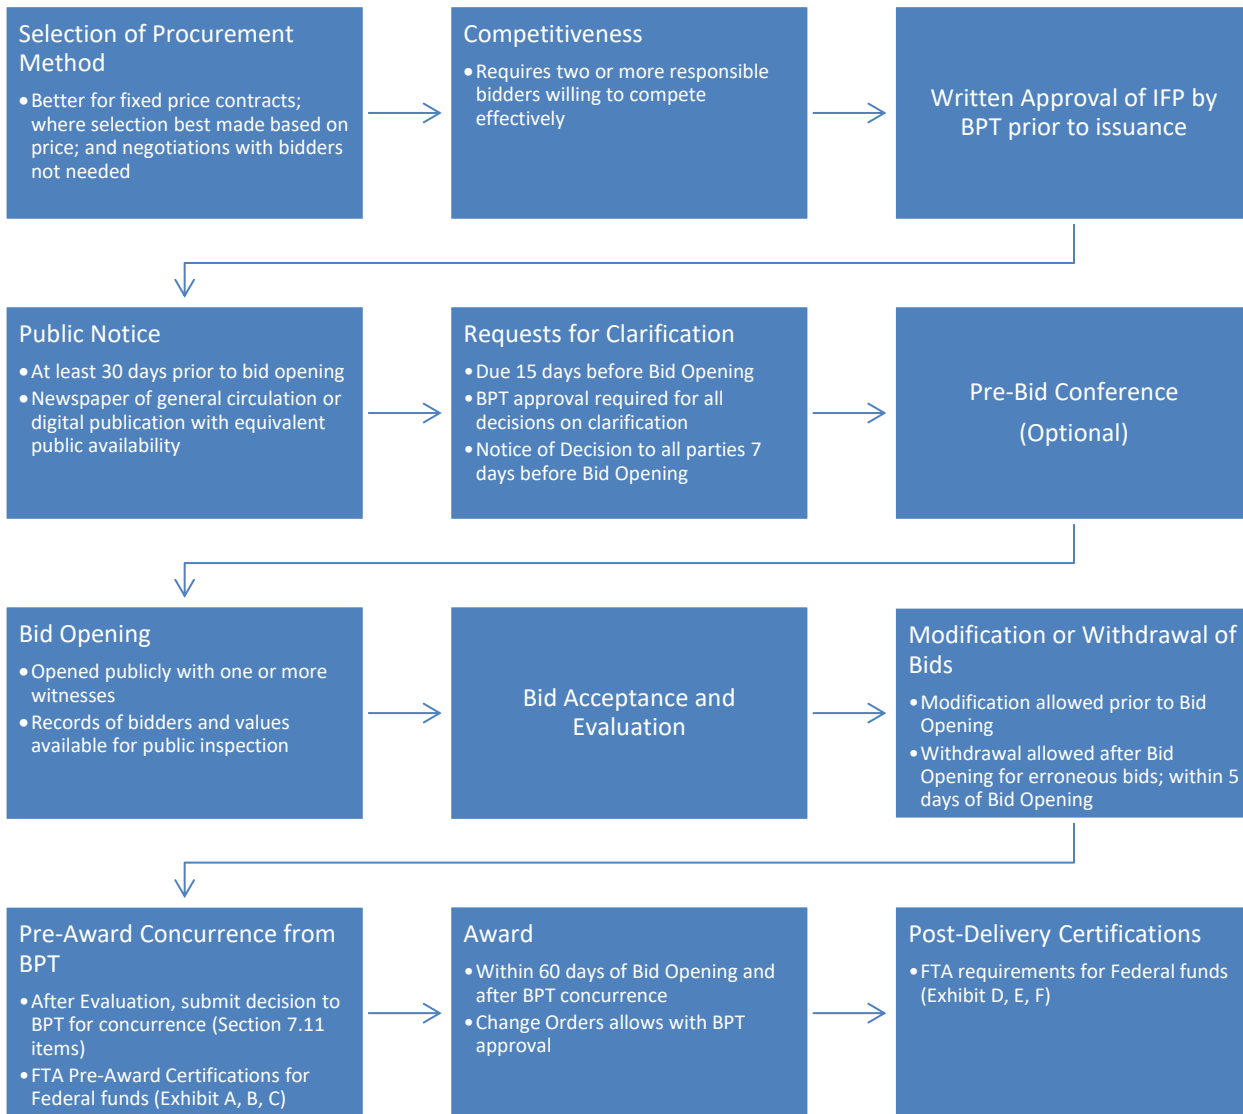 Selection of Procurement
Method
•Better for fixed price contracts;
where selection best made based on
price; and negotiations with bidders
not needed
Competitiveness
•Requires two or more responsible
bidders willing to compete
effectively
Written Approval of IFP by
BPT prior to issuance
Public Notice
•At least 30 days prior to bid opening
•Newspaper of general circulation or
digital publication with equivalent
public availability
Requests for Clarification
•Due 15 days before Bid Opening
•BPT approval required for all
decisions on clarification
•Notice of Decision to all parties 7
days before Bid Opening
Pre-Bid Conference
(Optional)
Bid Opening
•Opened publicly with one or more
witnesses
•Records of bidders and values
available for public inspection
Bid Acceptance and
Evaluation
Modification or Withdrawal of
Bids
•Modification allowed prior to Bid
Opening
•Withdrawal allowed after Bid
Opening for erroneous bids; within 5
days of Bid Opening
Pre-Award Concurrence from
BPT
•After Evaluation, submit decision to
BPT for concurrence (Section 7.11
items)
•FTA Pre-Award Certifications for
Federal funds (Exhibit A, B, C)
Award
•Within 60 days of Bid Opening and
after BPT concurrence
•Change Orders allows with BPT
approval
Post-Delivery Certifications
•FTA requirements for Federal funds
(Exhibit D, E, F)